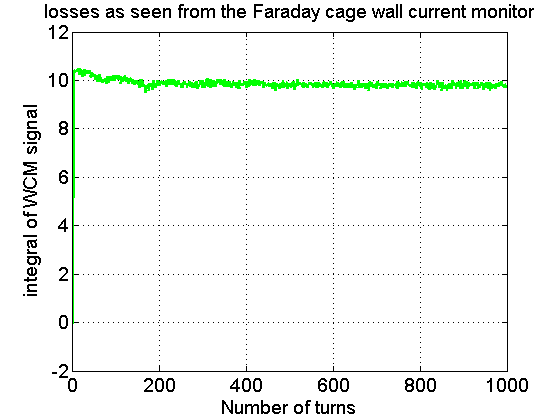 losses as seen from the Faraday cage wall current monitor
12
10
8
6
4
2
0
-2
integral of WCM signal
0 200 400 600 800 1000
Number of turns